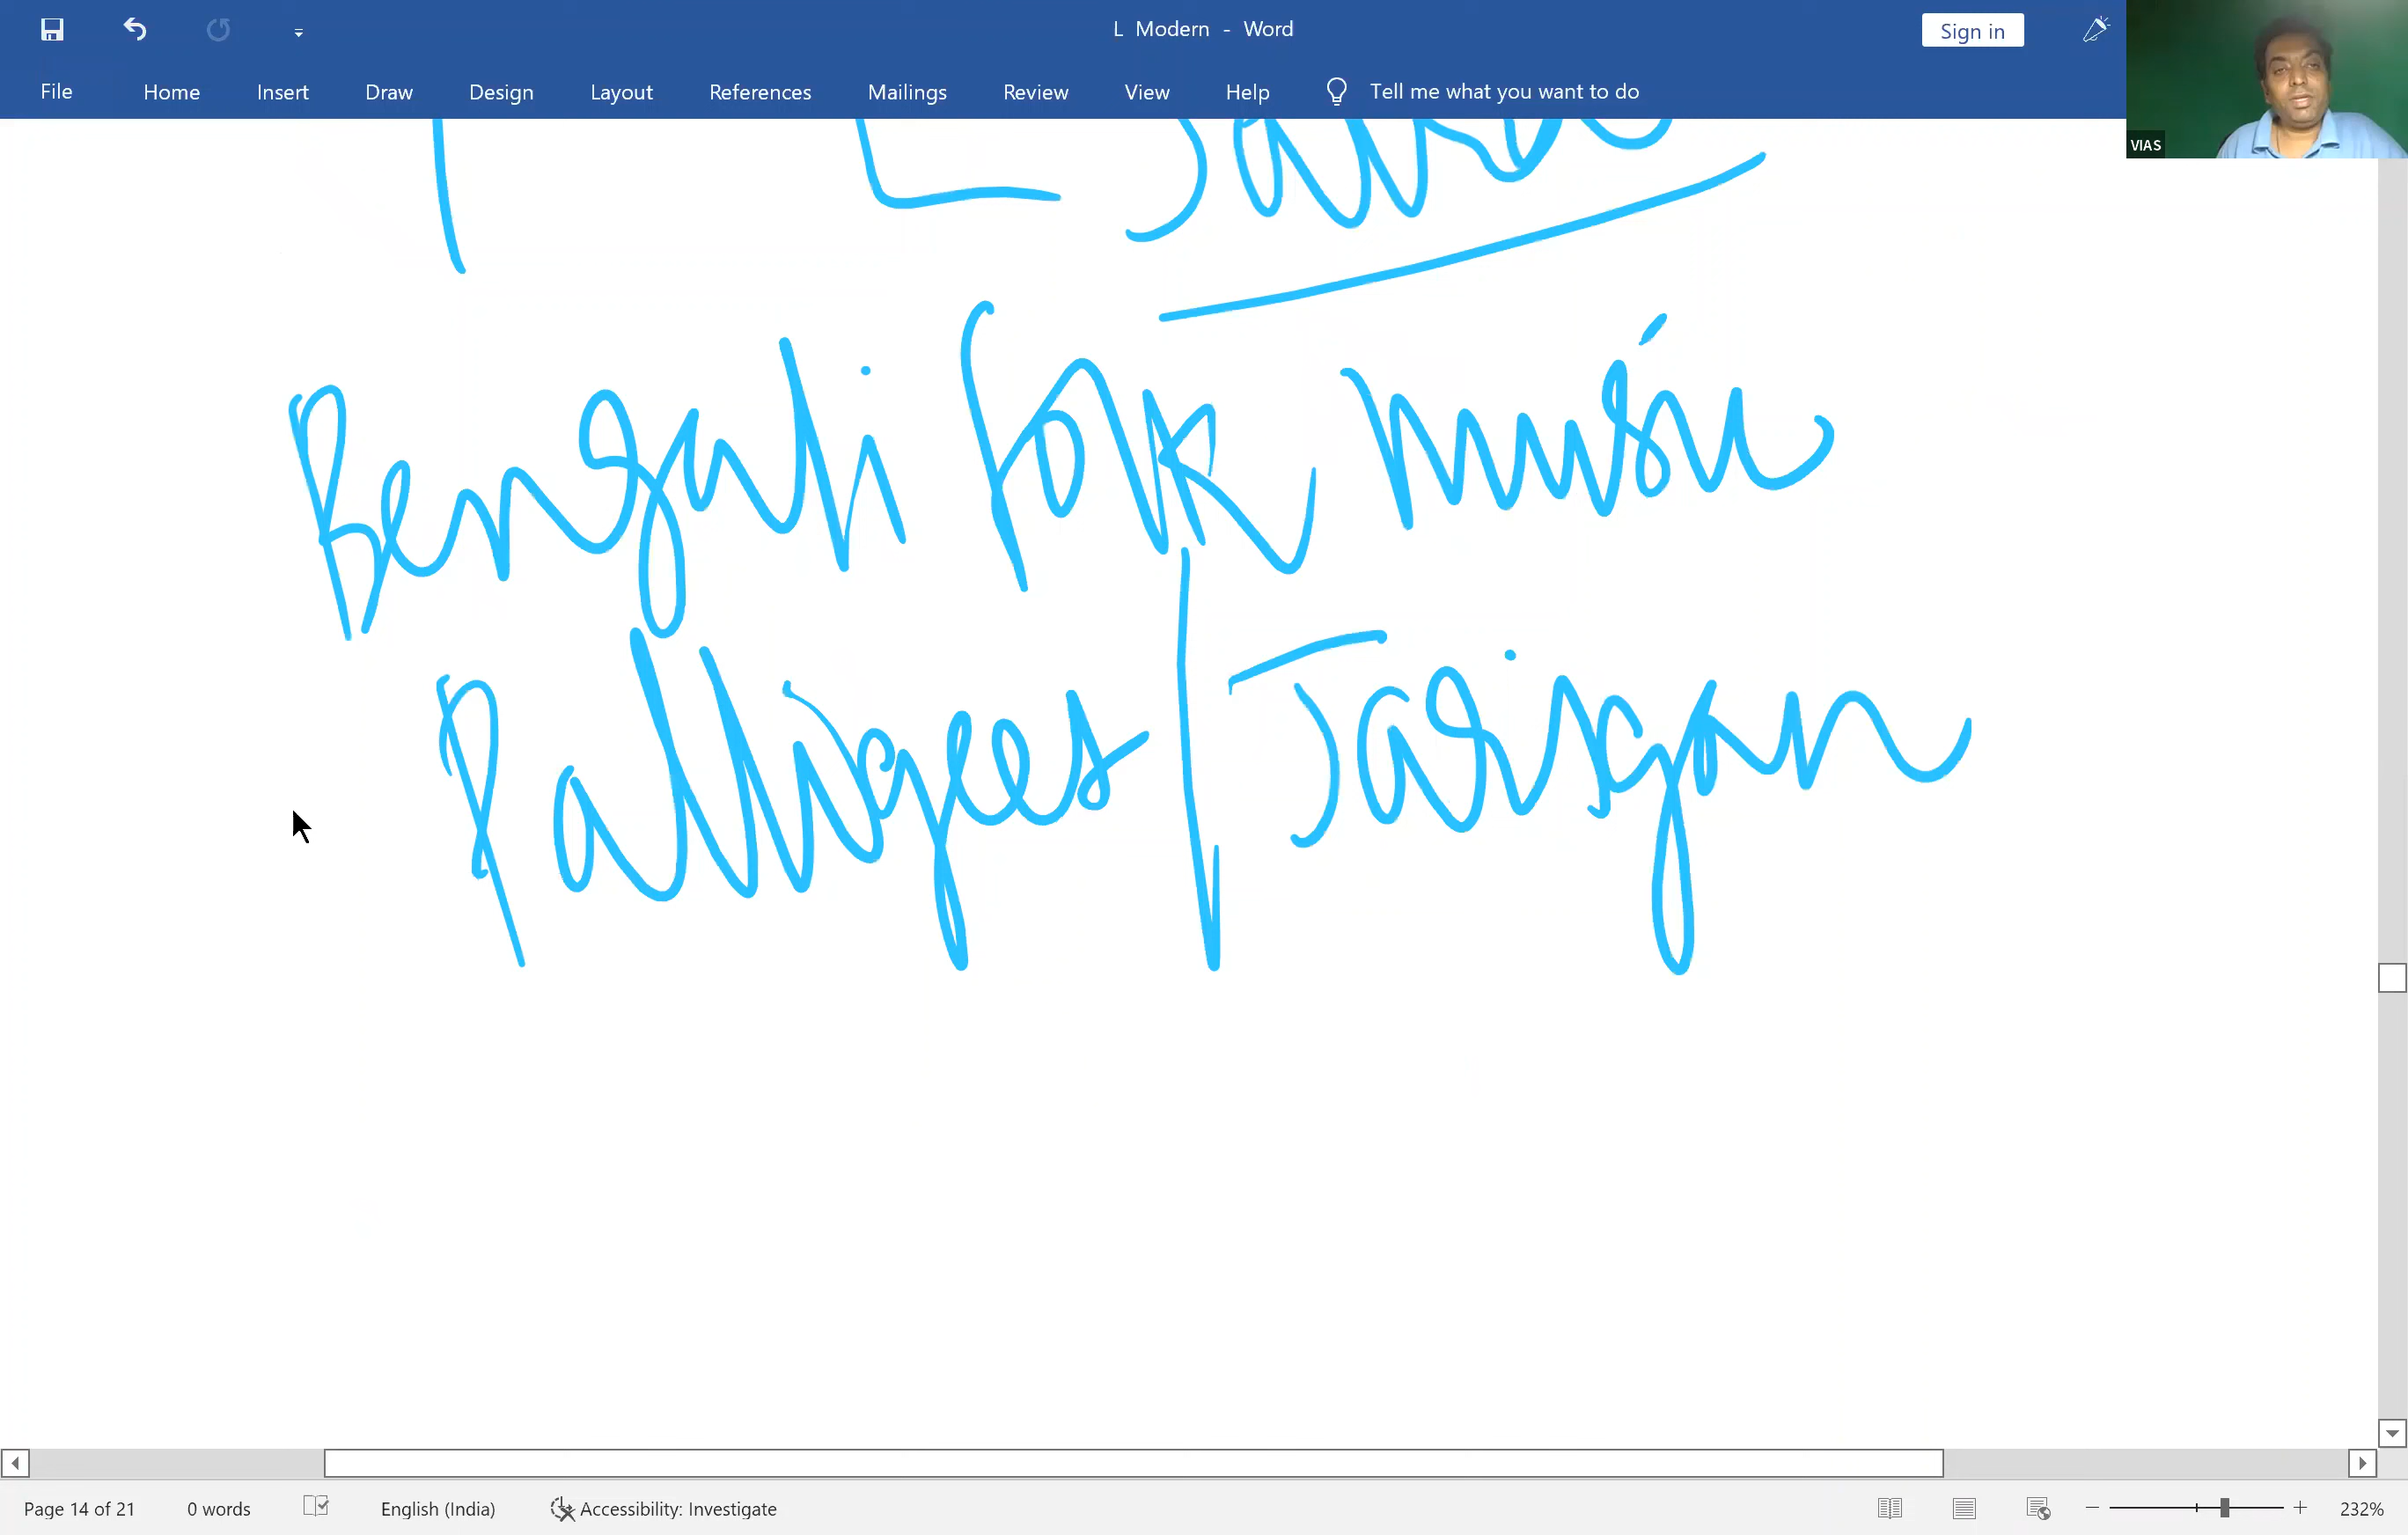 L Modern - Word
Sign in
File Home Insert Draw Design Layout References Mailings Review View Help Tell me what you want to do
VIAS
Bengali Folk music
Palligeet / Jarigan
Page 14 of 21 0 words English (India) Accessibility: Investigate 232%